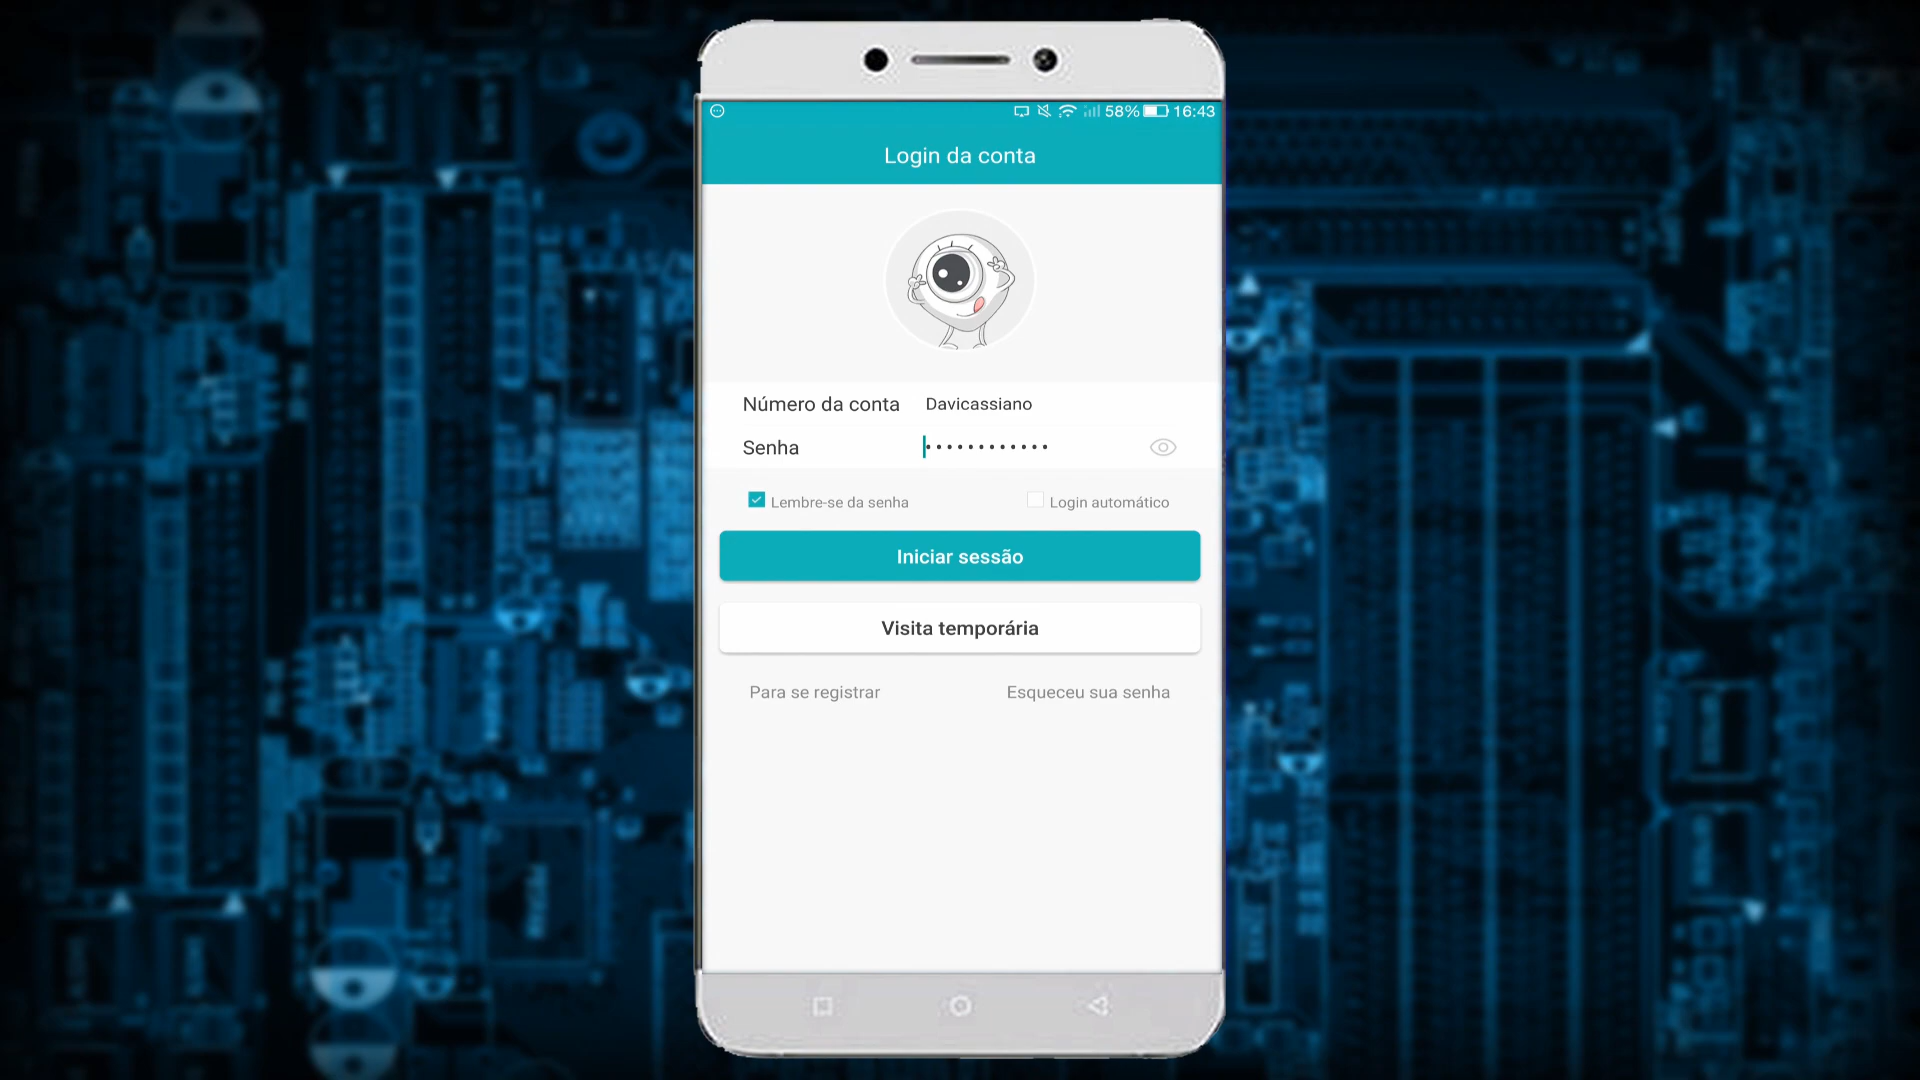 58% 16:43
Login da conta
Número da conta Davicassiano
Senha ••••••••••••
Lembre-se da senha Login automático
Iniciar sessão
Visita temporária
Para se registrar Esqueceu sua senha